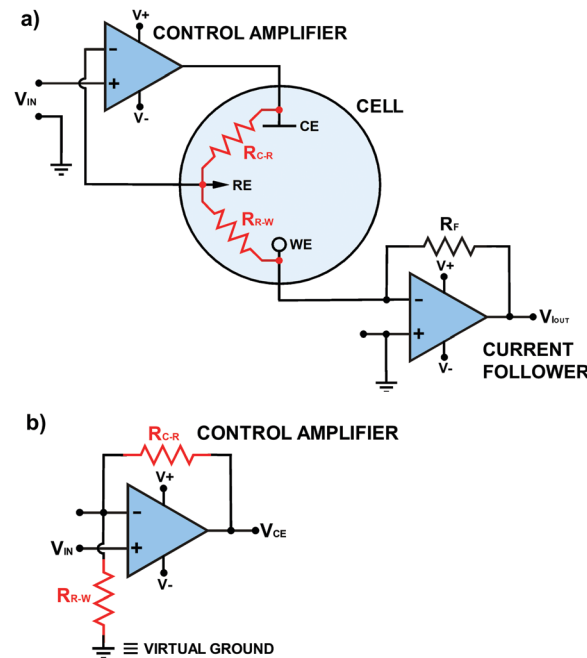 a)
CONTROL AMPLIFIER
V+
−
+
V-
VIN
CELL
CE
RC-R
RE
RR-W
WE
RF
V+
−
+
V-
VIOUT
CURRENT
FOLLOWER
b)
RC-R
CONTROL AMPLIFIER
V+
−
+
VIN
V-
VCE
RR-W
≡ VIRTUAL GROUND